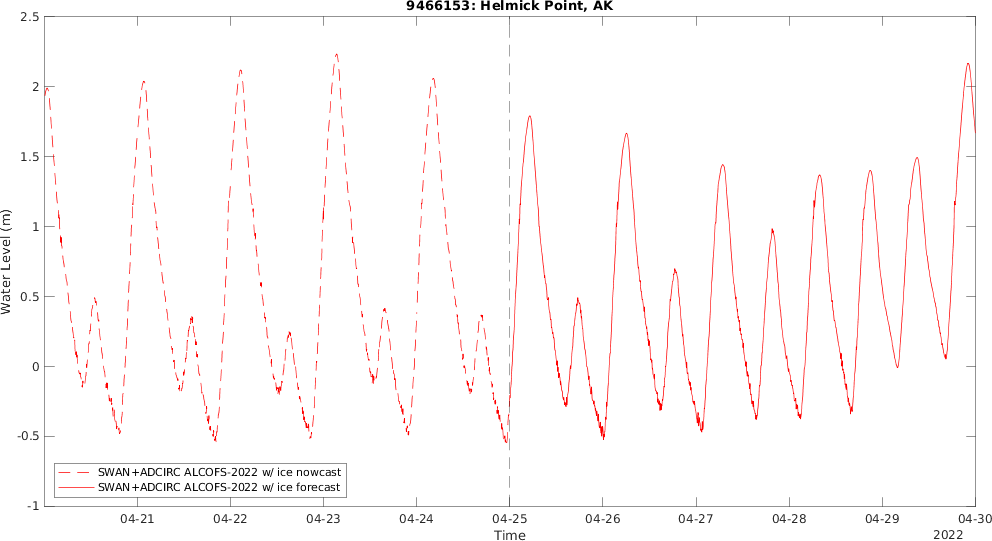 9466153: Helmick Point, AK
2.5
2
1.5
1
0.5
0
-0.5
-1
Water Level (m)
SWAN+ADCIRC ALCOFS-2022 w/ ice nowcast
SWAN+ADCIRC ALCOFS-2022 w/ ice forecast
04-21 04-22 04-23 04-24 04-25 04-26 04-27 04-28 04-29 04-30
Time
2022